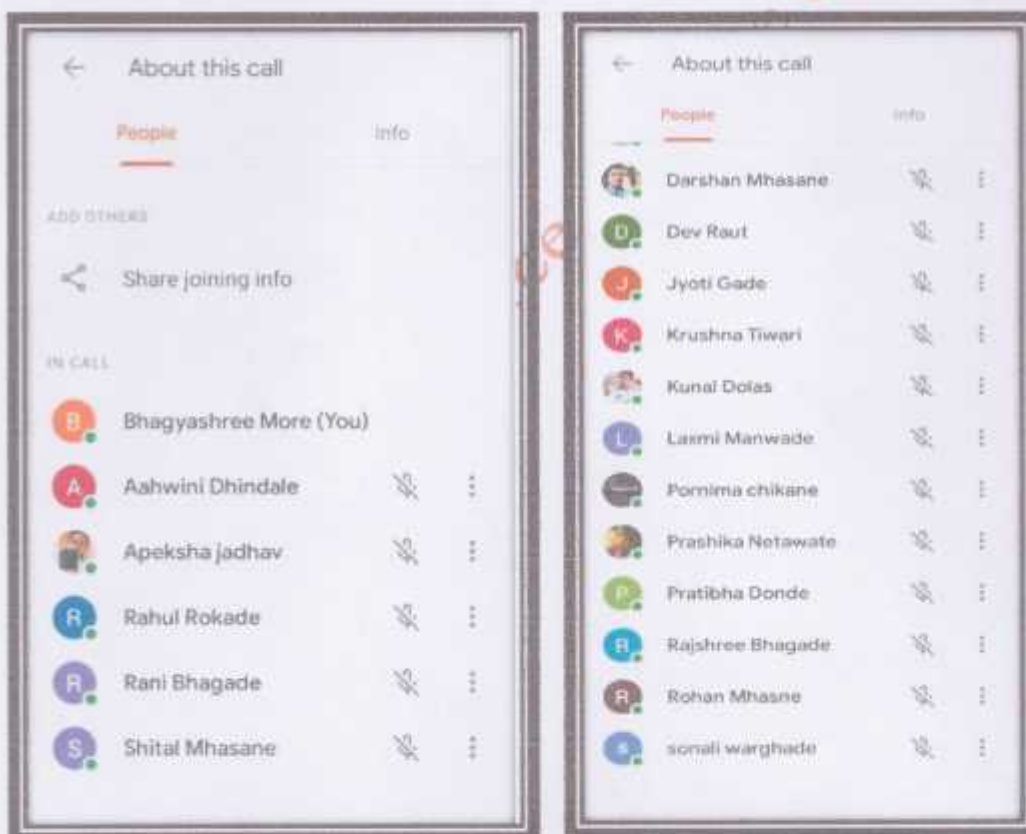 About this call
People Info
ADD OTHERS
Share joining info
IN CALL
B Bhagyashree More (You)
A Aahwini Dhindale
Apeksha jadhav
R Rahul Rokade
R Rani Bhagade
S Shital Mhasane
About this call
People Info
Darshan Mhasane
D Dev Raut
J Jyoti Gade
K Krushna Tiwari
Kunal Dolas
L Laxmi Manwade
Pornima chikane
Prashika Netawate
P Pratibha Donde
R Rajshree Bhagade
R Rohan Mhasne
s sonali warghade